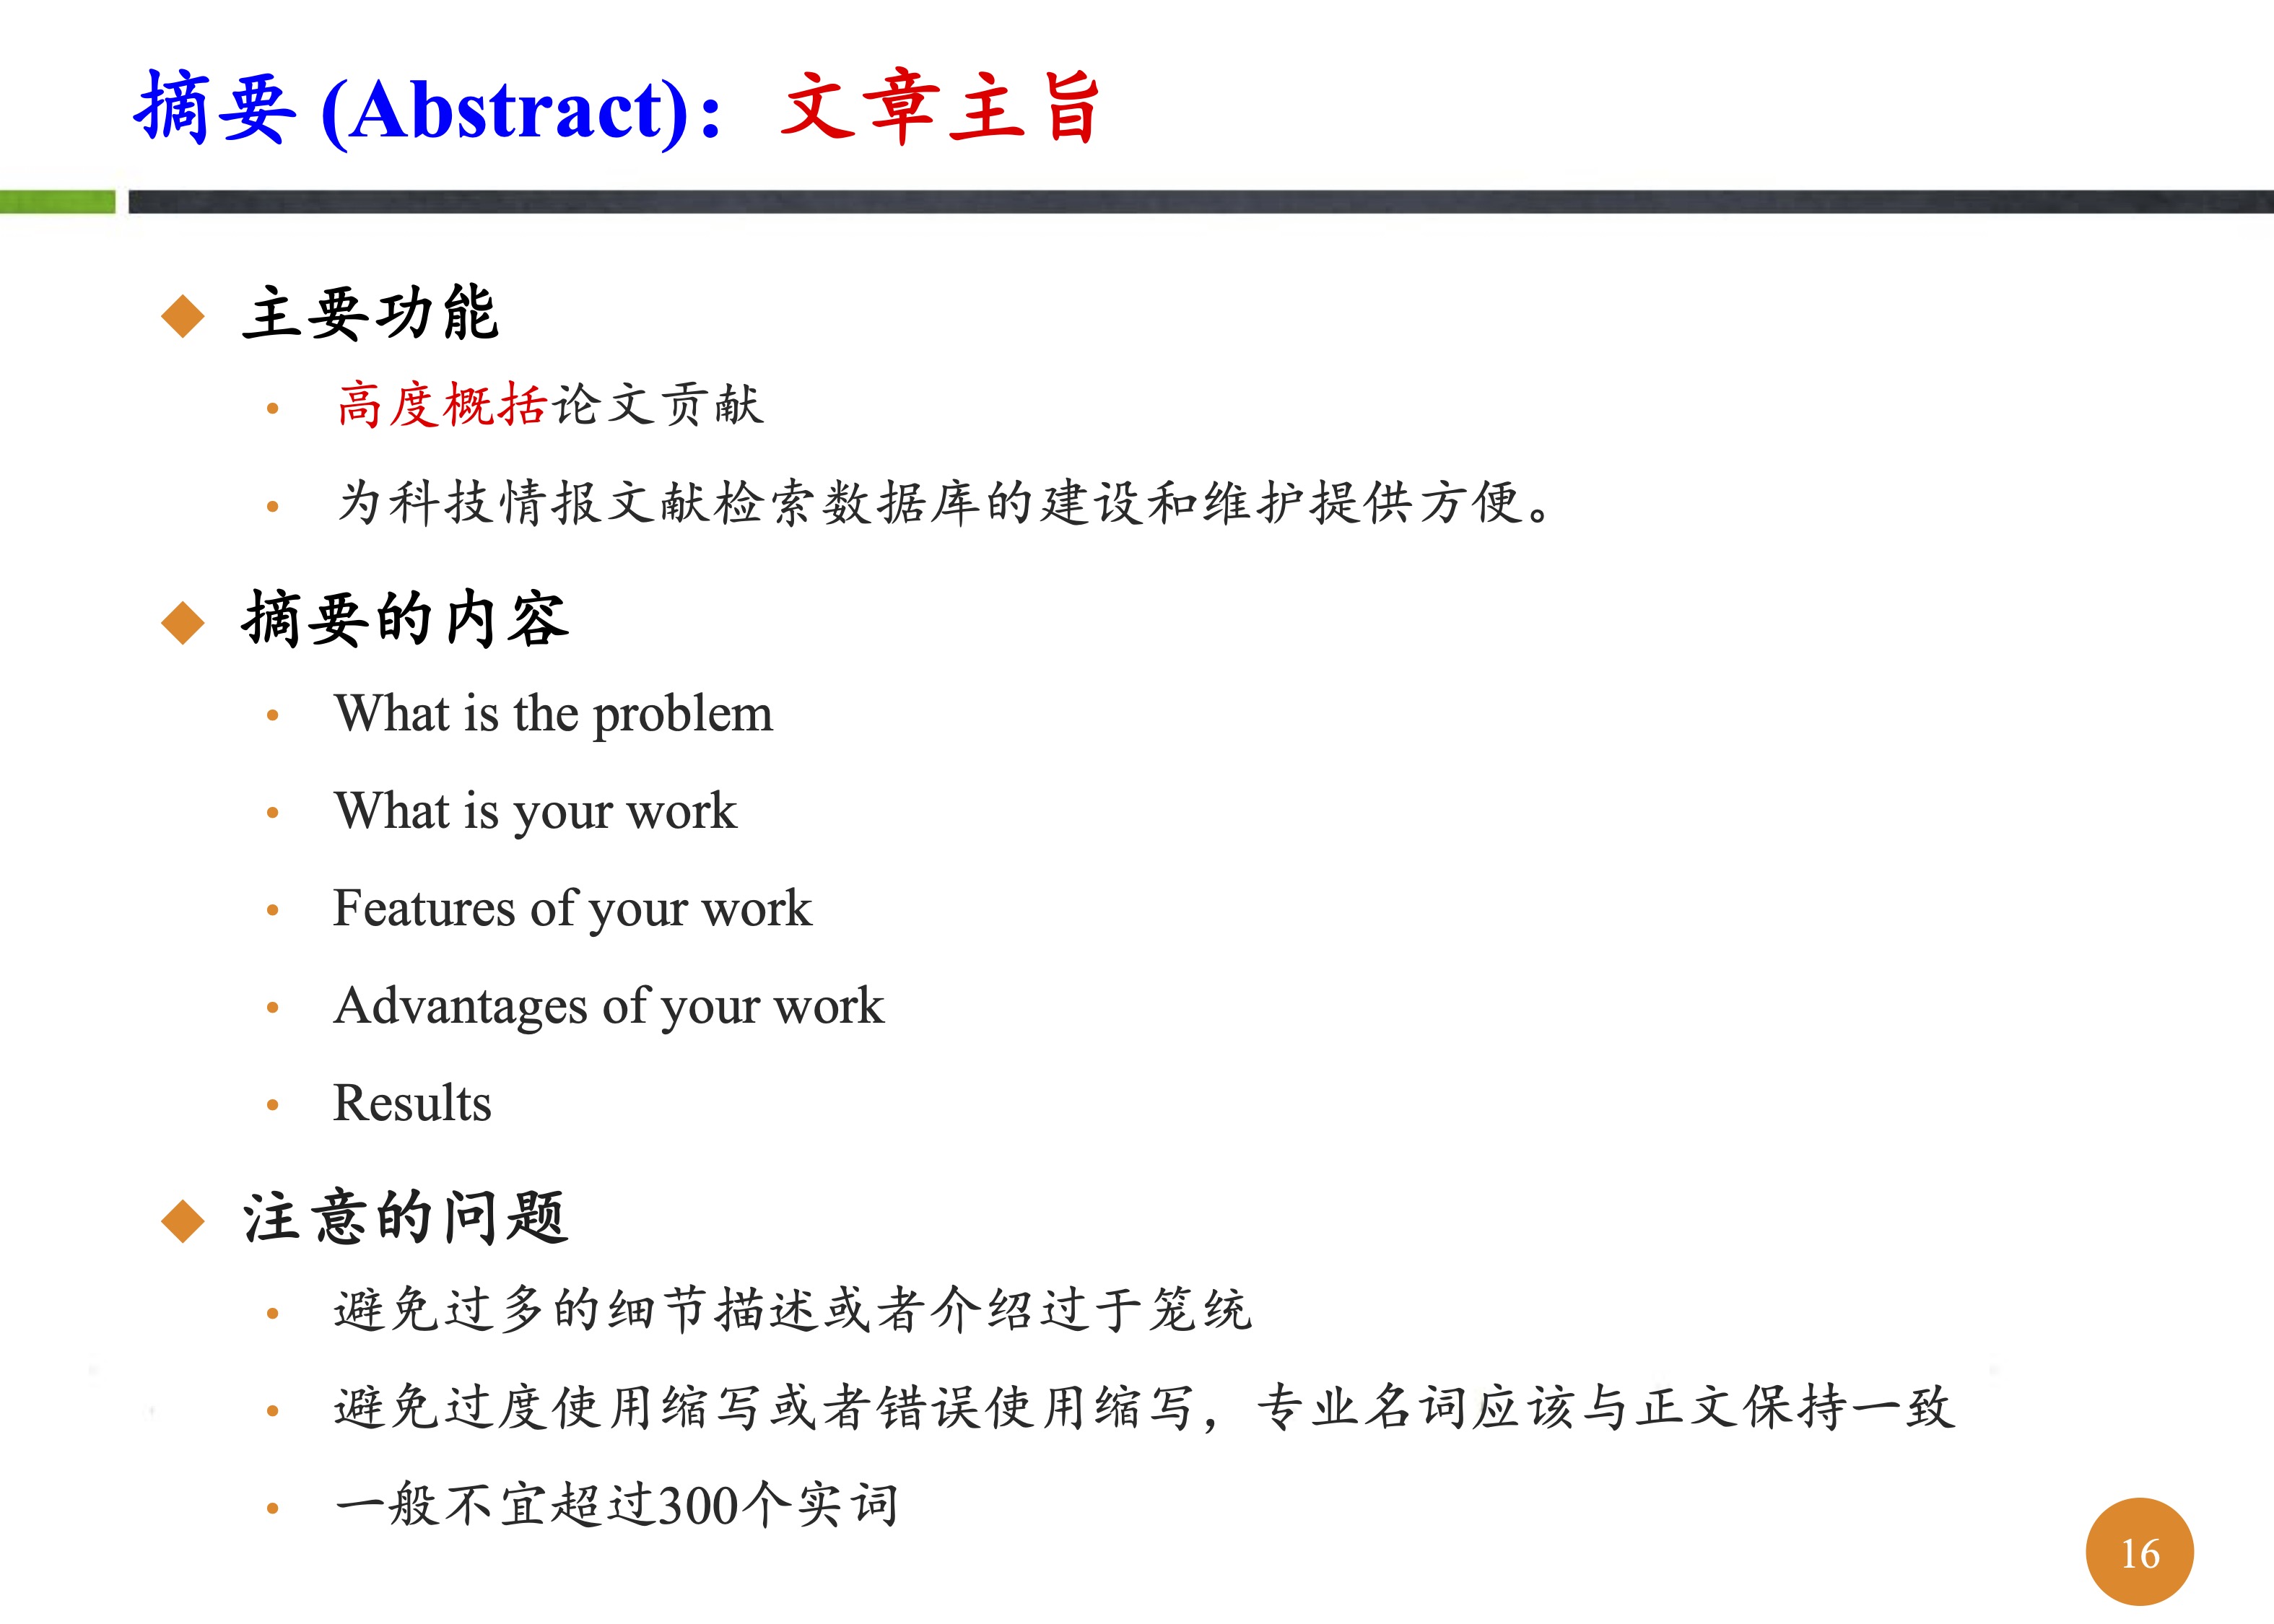 摘要 (Abstract)：文章主旨
主要功能
高度概括论文贡献
为科技情报文献检索数据库的建设和维护提供方便。
摘要的内容
What is the problem
What is your work
Features of your work
Advantages of your work
Results
注意的问题
避免过多的细节描述或者介绍过于笼统
避免过度使用缩写或者错误使用缩写，专业名词应该与正文保持一致
一般不宜超过300个实词
16